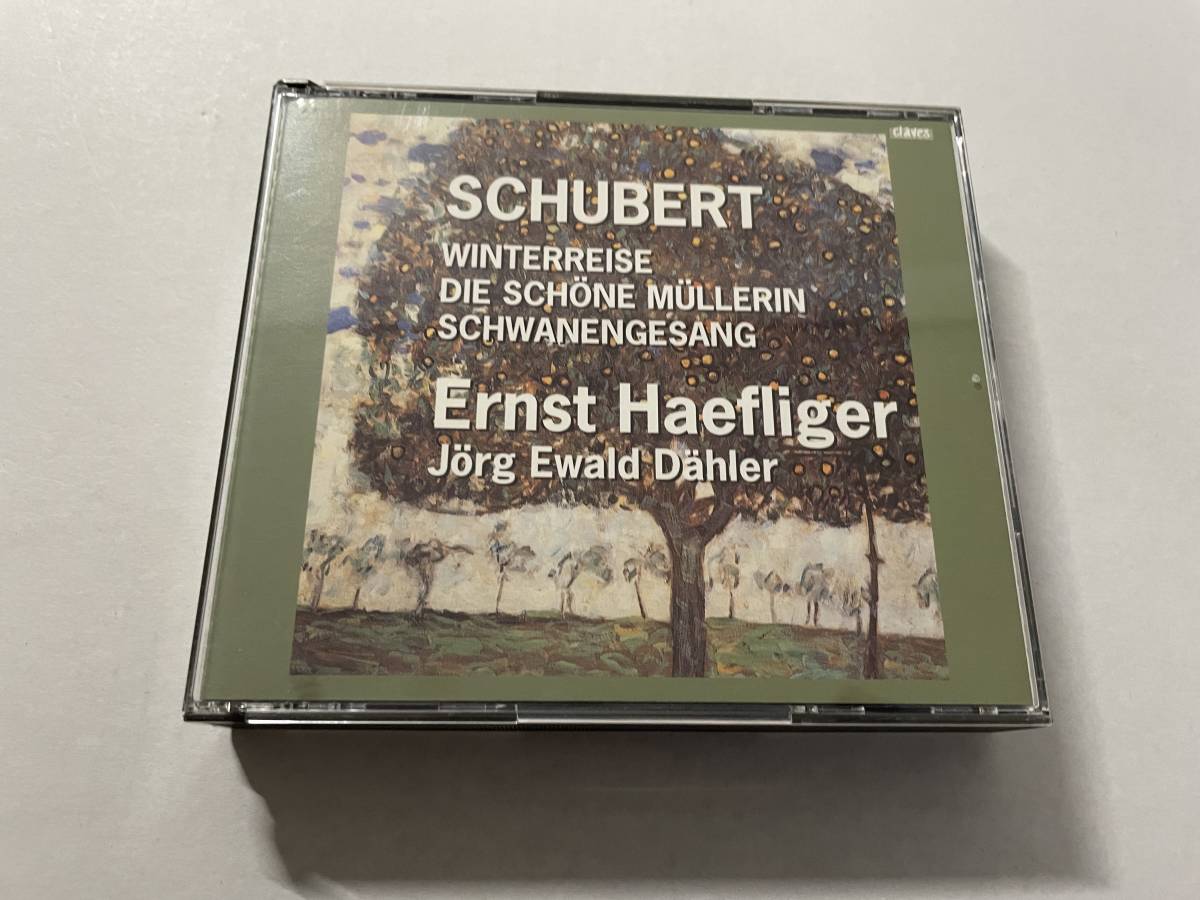 claves
SCHUBERT
WINTERREISE
DIE SCHÖNE MÜLLERIN
SCHWANENGESANG
Ernst Haefliger
Jörg Ewald Dähler